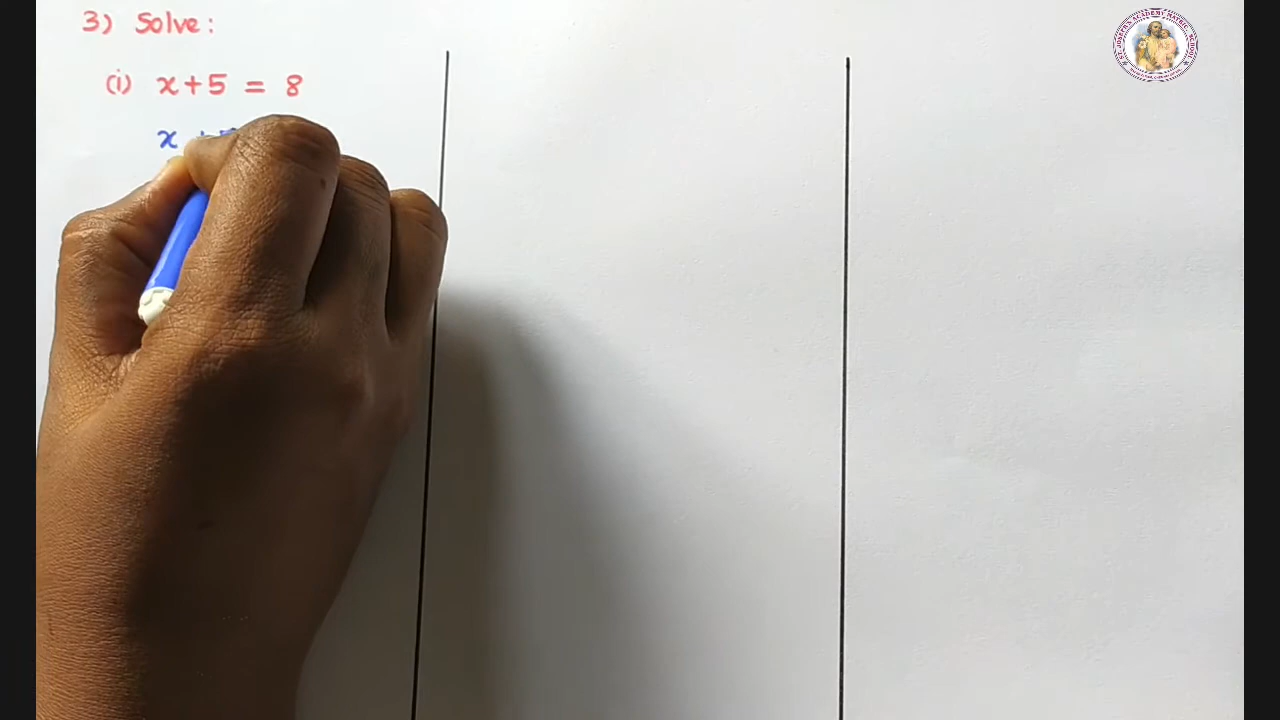 3) Solve:
(i) x+5 = 8
x +